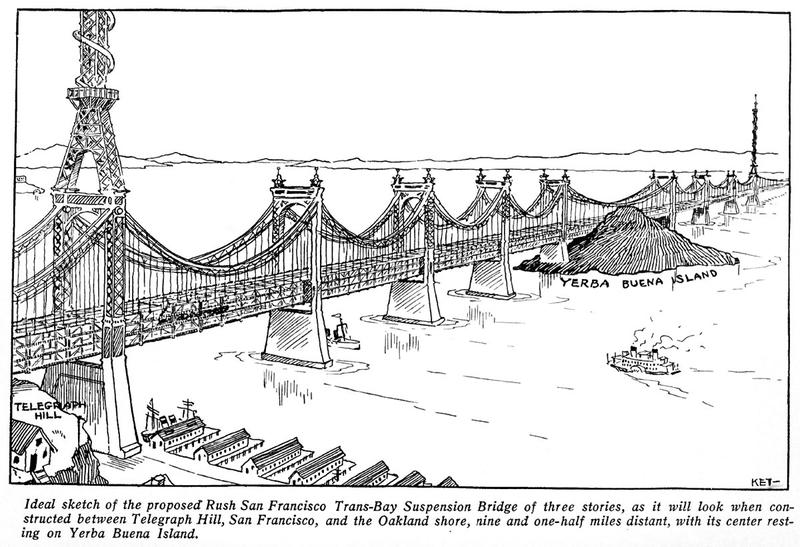 TELEGRAPH
HILL
YERBA BUENA ISLAND
KET-
Ideal sketch of the proposed Rush San Francisco Trans-Bay Suspension Bridge of three stories, as it will look when con-
structed between Telegraph Hill, San Francisco, and the Oakland shore, nine and one-half miles distant, with its center rest-
ing on Yerba Buena Island.